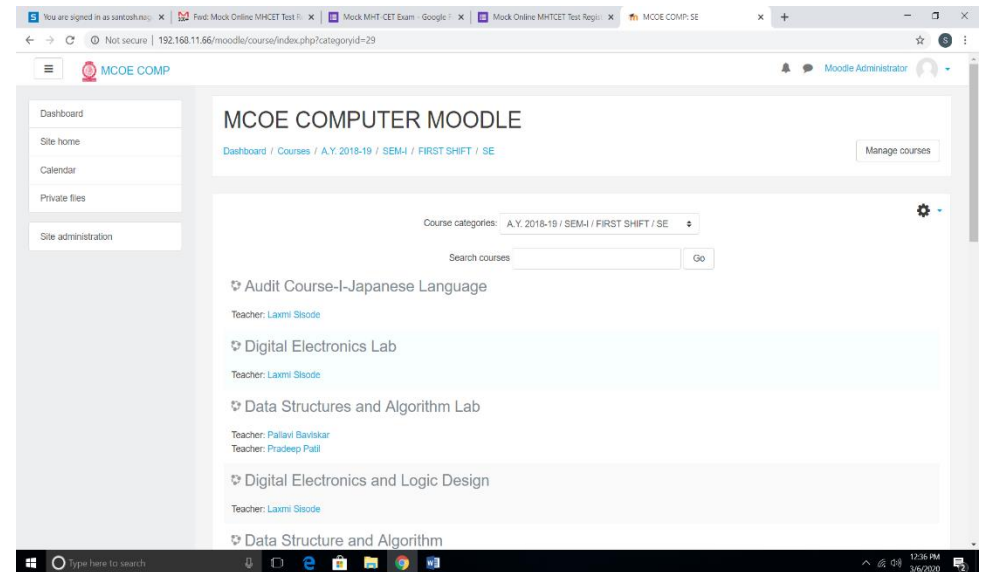 You are signed in as santosh.nag
Fwd: Mock Online MHCET Test R
Mock MHT-CET Exam - Google F
Mock Online MHTCET Test Regis
MCOE COMP: SE
Not secure | 192.168.11.66/moodle/course/index.php?categoryid=29
S
MCOE COMP
Moodle Administrator
Dashboard
Site home
Calendar
Private files
Site administration
MCOE COMPUTER MOODLE
Dashboard / Courses / A.Y. 2018-19 / SEM-I / FIRST SHIFT / SE
Manage courses
Course categories: A.Y. 2018-19 / SEM-I / FIRST SHIFT / SE
Search courses Go
Audit Course-I-Japanese Language
Teacher: Laxmi Sisode
Digital Electronics Lab
Teacher: Laxmi Sisode
Data Structures and Algorithm Lab
Teacher: Pallavi Baviskar
Teacher: Pradeep Patil
Digital Electronics and Logic Design
Teacher: Laxmi Sisode
Data Structure and Algorithm
Type here to search
12:36 PM
3/6/2020